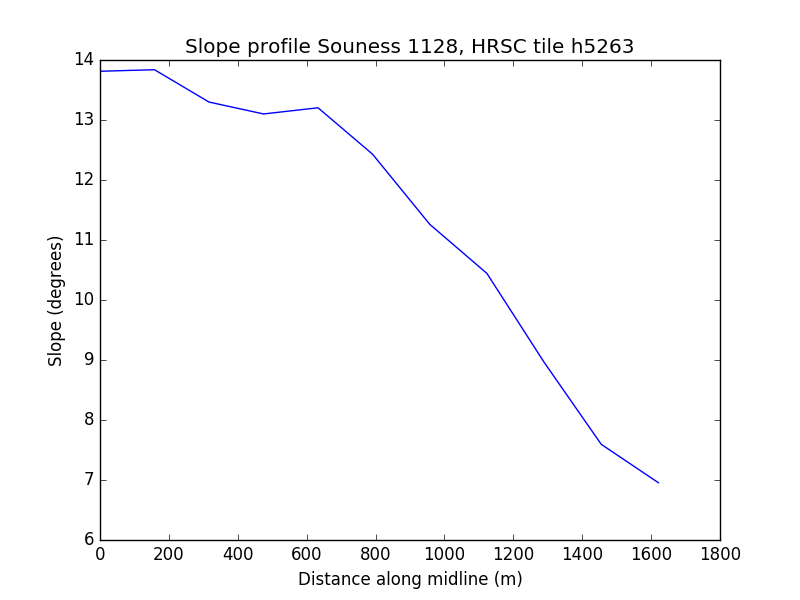 Slope profile Souness 1128, HRSC tile h5263
14
13
12
11
10
9
8
7
6
Slope (degrees)
0 200 400 600 800 1000 1200 1400 1600 1800
Distance along midline (m)